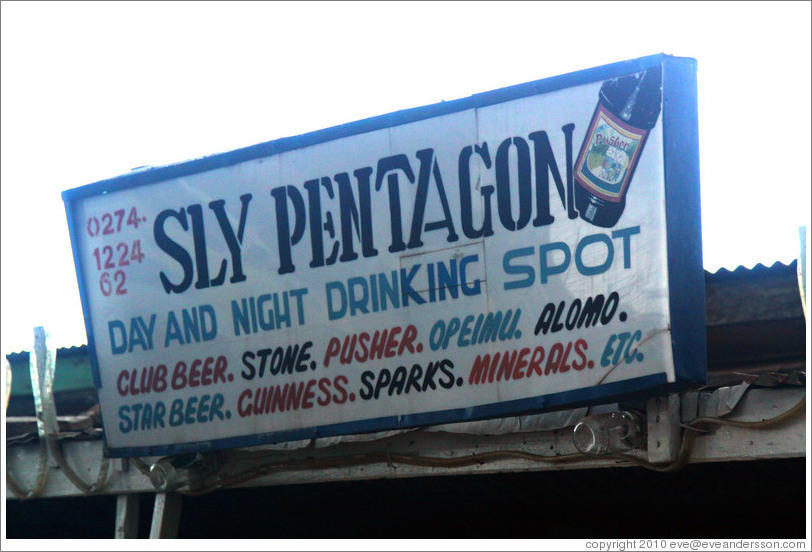 0274-
1224
62
SLY PENTAGON
Pusher
DAY AND NIGHT DRINKING SPOT
CLUB BEER. STONE. PUSHER. OPEIMU. ALOMO.
STAR BEER. GUINNESS. SPARKS. MINERALS. ETC.
copyright 2010 eve@eveandersson.com